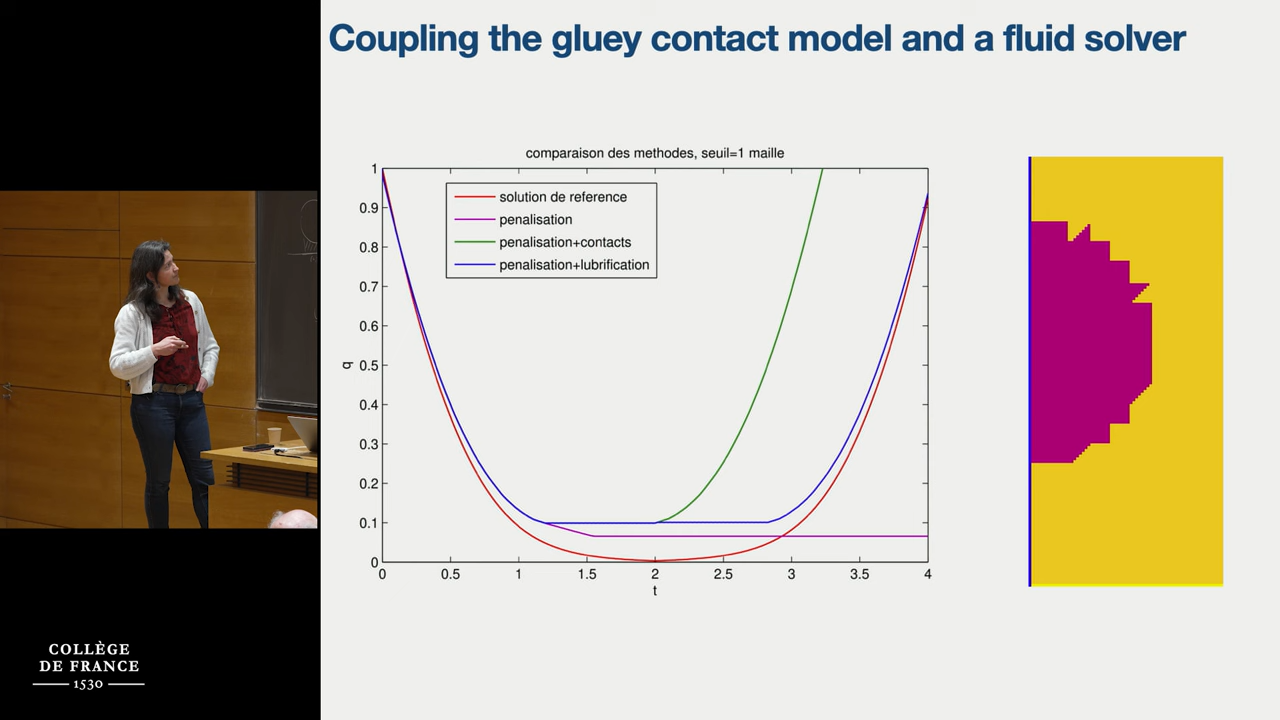 Coupling the gluey contact model and a fluid solver
comparaison des methodes, seuil=1 maille
solution de reference
penalisation
penalisation+contacts
penalisation+lubrification
1
0.9
0.8
0.7
0.6
0.5
0.4
0.3
0.2
0.1
0
q
0 0.5 1 1.5 2 2.5 3 3.5 4
t
COLLÈGE
DE FRANCE
1530